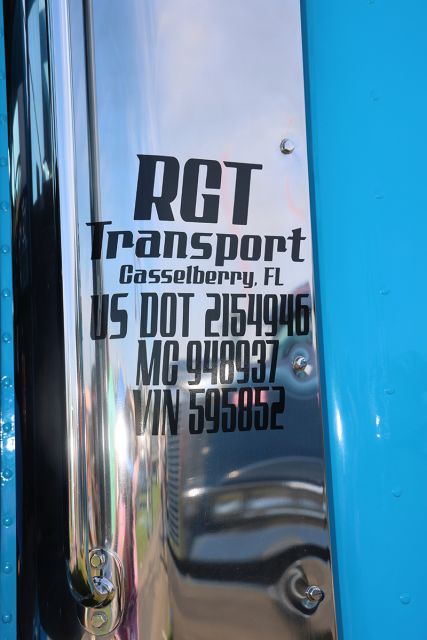 RGT
Transport
Casselberry, FL
US DOT 2154946
MC 948937
VIN 595852